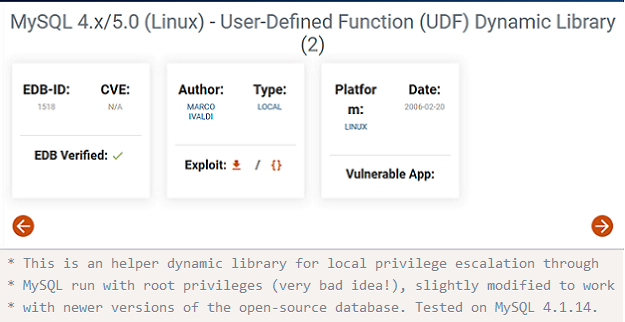 MySQL 4.x/5.0 (Linux) - User-Defined Function (UDF) Dynamic Library
(2)
EDB-ID:
1518
CVE:
N/A
EDB Verified:
Author:
MARCO
IVALDI
Type:
LOCAL
Exploit: / {}
Platfor
m:
LINUX
Date:
2006-02-20
Vulnerable App:
* This is an helper dynamic library for local privilege escalation through
* MySQL run with root privileges (very bad idea!), slightly modified to work
* with newer versions of the open-source database. Tested on MySQL 4.1.14.